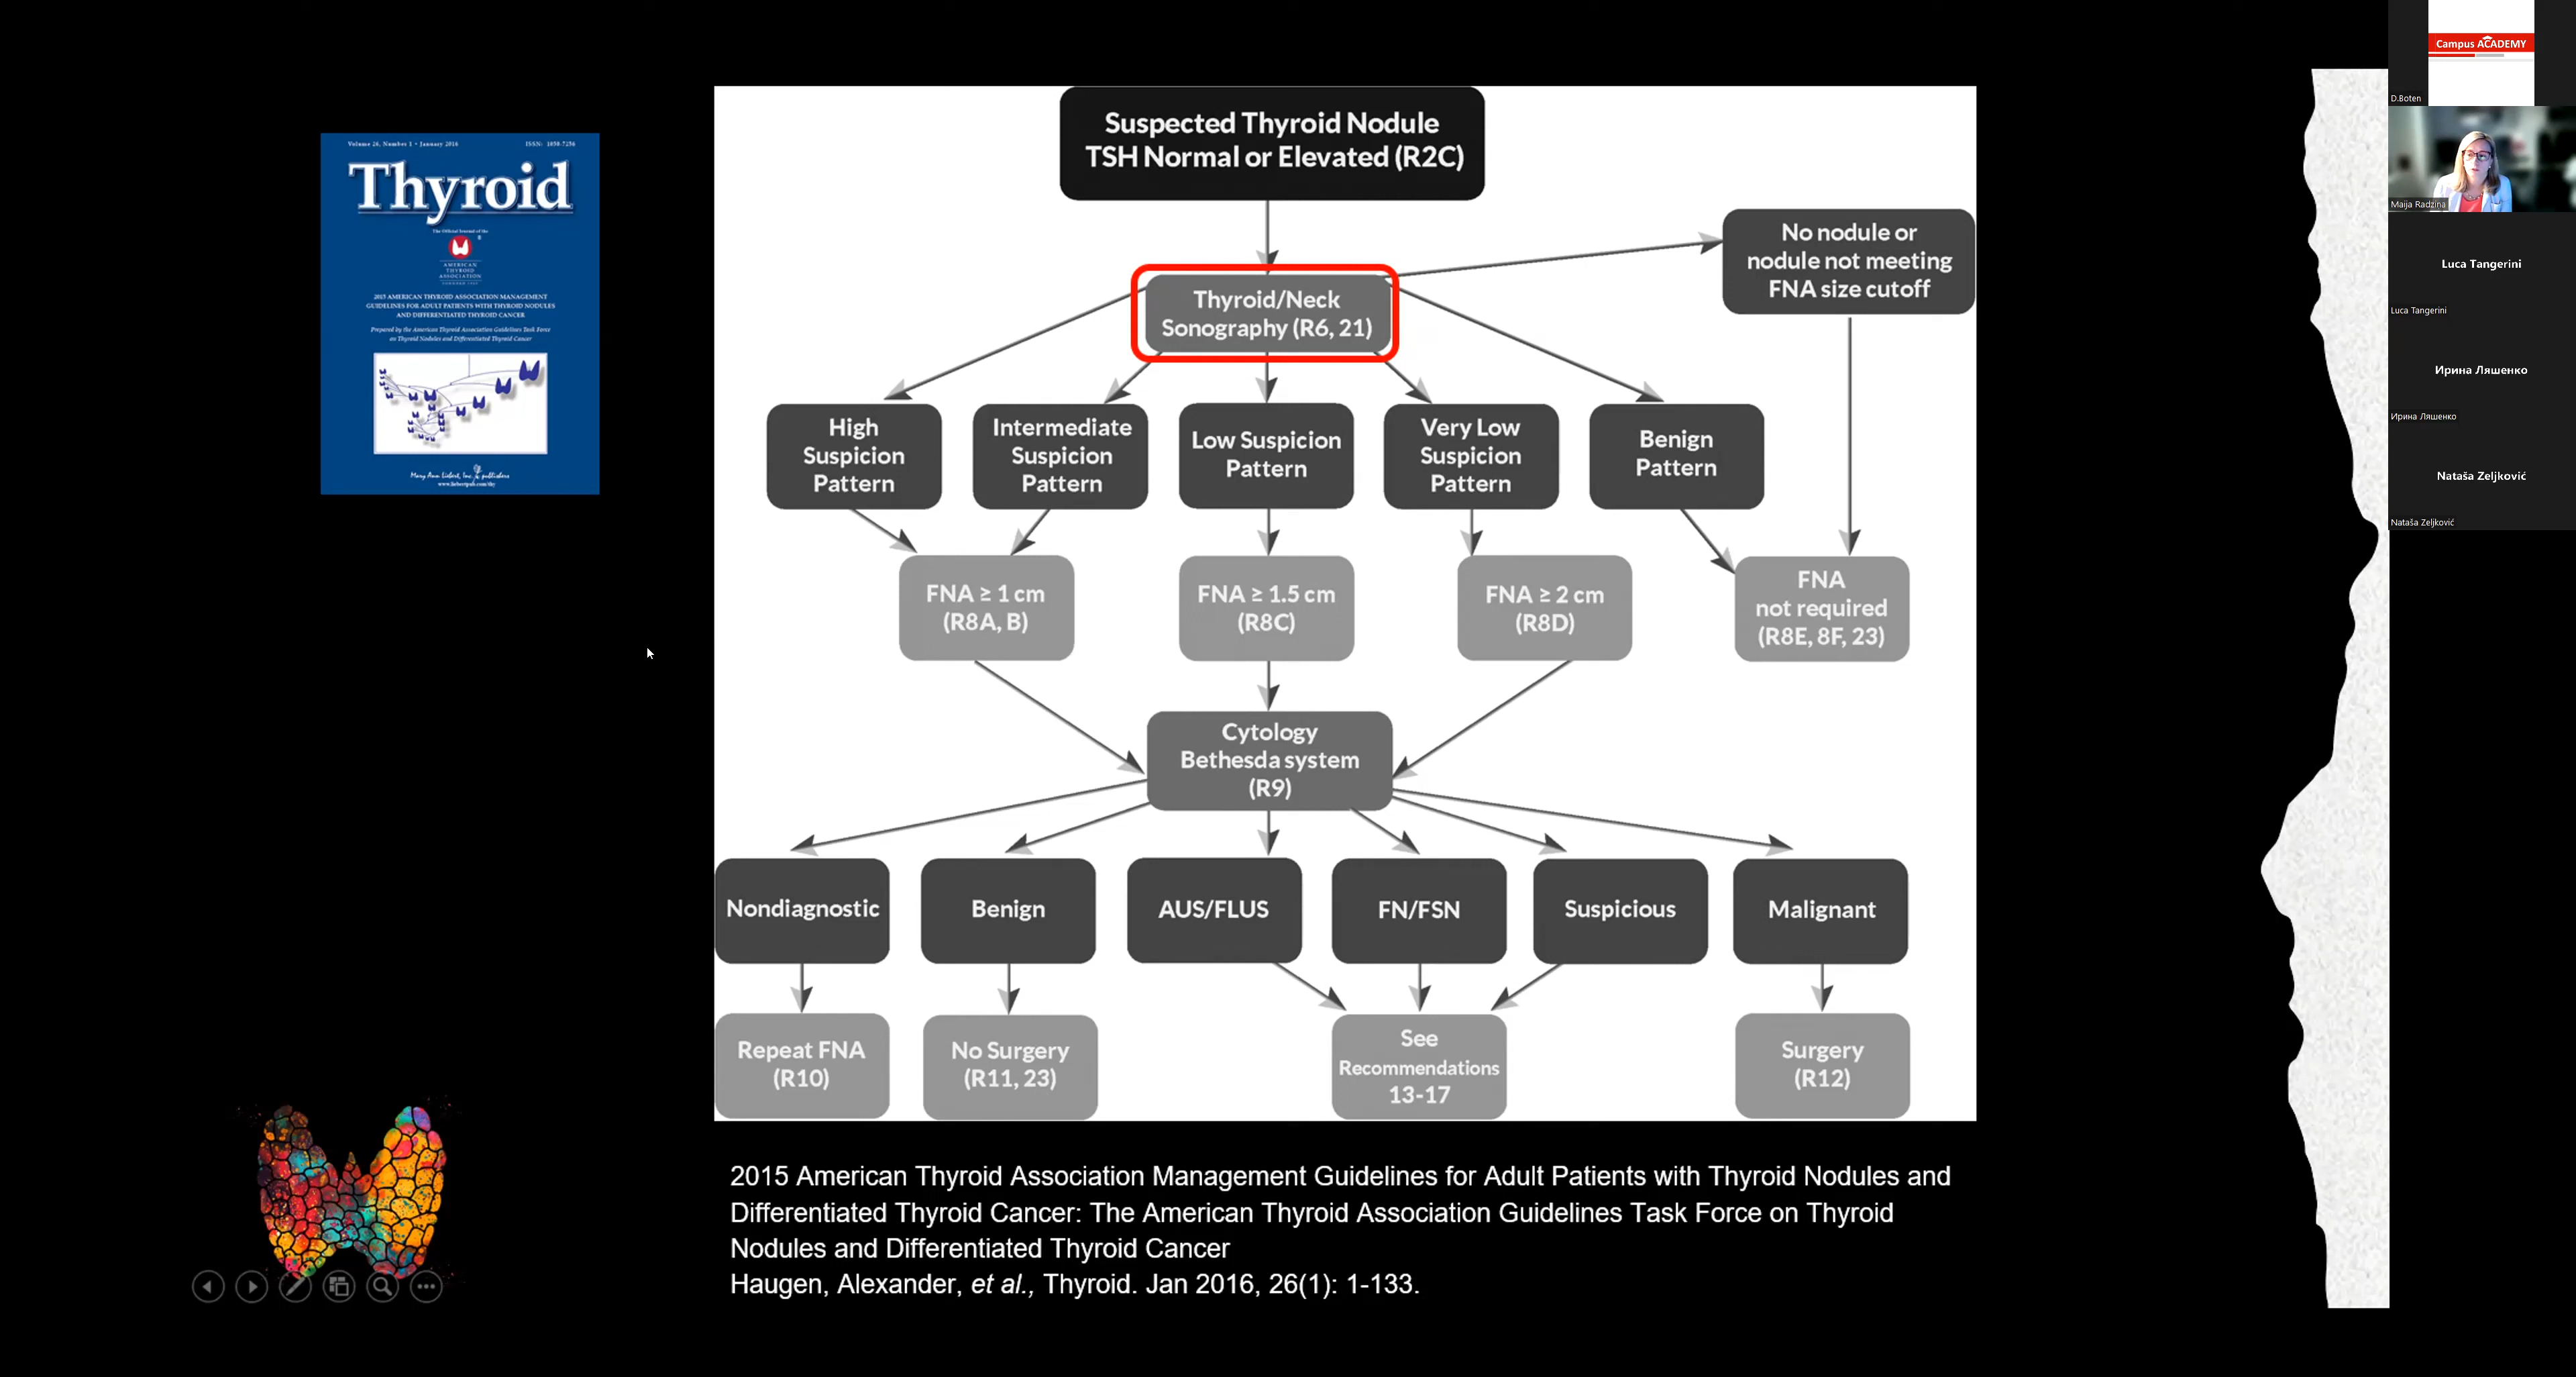 Volume 26, Number 1 • January 2016
ISSN: 1050-7256
Thyroid
The Official Journal of the
AMERICAN
THYROID
ASSOCIATION
2015 AMERICAN THYROID ASSOCIATION MANAGEMENT
GUIDELINES FOR ADULT PATIENTS WITH THYROID NODULES
AND DIFFERENTIATED THYROID CANCER
Prepared by the American Thyroid Association Guidelines Task Force
on Thyroid Nodules and Differentiated Thyroid Cancer
Mary Ann Liebert, Inc. publishers
www.liebertpub.com/thy
Suspected Thyroid Nodule
TSH Normal or Elevated (R2C)
Thyroid/Neck
Sonography (R6, 21)
No nodule or
nodule not meeting
FNA size cutoff
High
Suspicion
Pattern
Intermediate
Suspicion
Pattern
Low Suspicion
Pattern
Very Low
Suspicion
Pattern
Benign
Pattern
FNA ≥ 1 cm
(R8A, B)
FNA ≥ 1.5 cm
(R8C)
FNA ≥ 2 cm
(R8D)
FNA
not required
(R8E, 8F, 23)
Cytology
Bethesda system
(R9)
Nondiagnostic
Benign
AUS/FLUS
FN/FSN
Suspicious
Malignant
Repeat FNA
(R10)
No Surgery
(R11, 23)
See
Recommendations
13-17
Surgery
(R12)
2015 American Thyroid Association Management Guidelines for Adult Patients with Thyroid Nodules and
Differentiated Thyroid Cancer: The American Thyroid Association Guidelines Task Force on Thyroid
Nodules and Differentiated Thyroid Cancer
Haugen, Alexander, et al., Thyroid. Jan 2016, 26(1): 1-133.
Campus ACADEMY
D.Boten
Maija Radzina
Luca Tangerini
Luca Tangerini
Ирина Ляшенко
Ирина Ляшенко
Nataša Zeljković
Nataša Zeljković